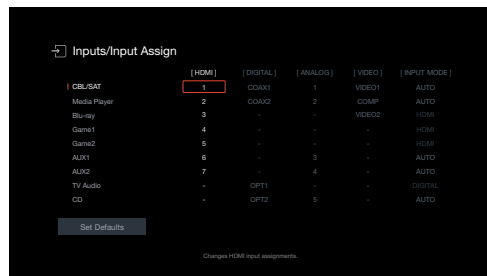 Inputs/Input Assign
[ HDMI ] [ DIGITAL ] [ ANALOG ] [ VIDEO ] [ INPUT MODE ]
CBL/SAT 1 COAX1 1 VIDEO1 AUTO
Media Player 2 COAX2 2 COMP AUTO
Blu-ray 3 - - VIDEO2 HDMI
Game1 4 - - - HDMI
Game2 5 - - - HDMI
AUX1 6 - 3 - AUTO
AUX2 7 - 4 - AUTO
TV Audio - OPT1 - - DIGITAL
CD - OPT2 5 - AUTO
Set Defaults
Changes HDMI input assignments.